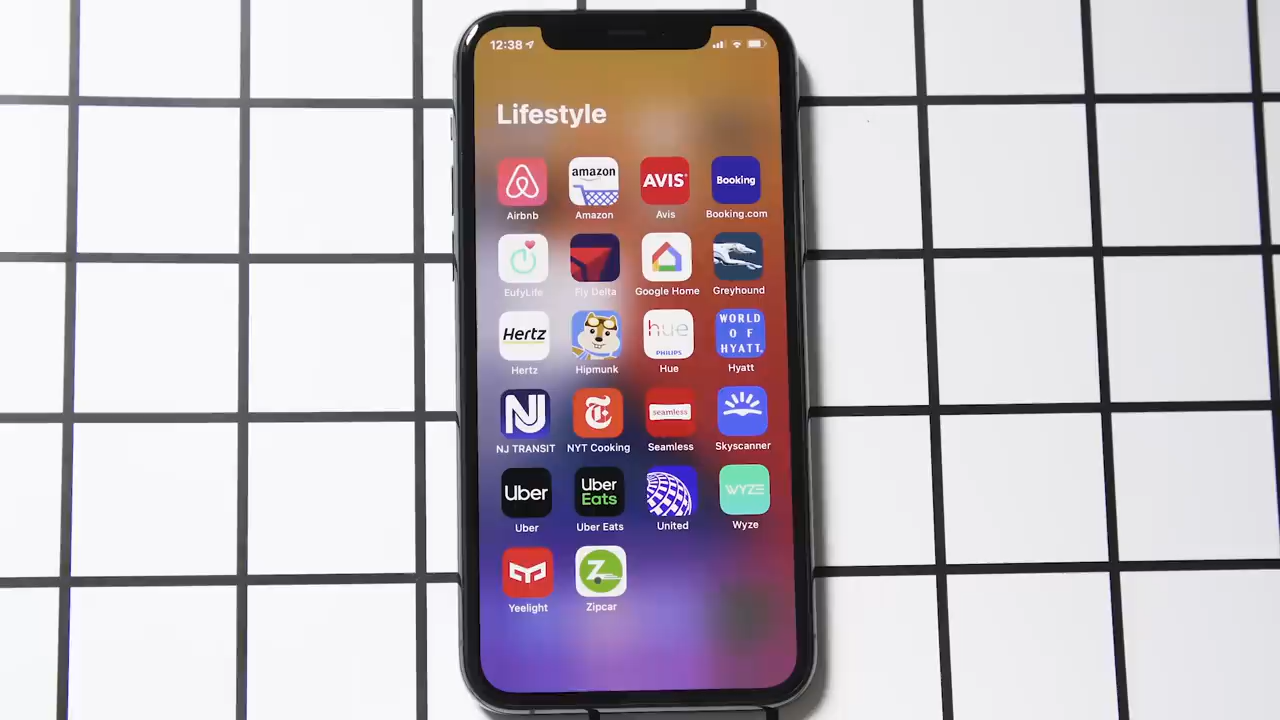 12:38
Lifestyle
amazon
AVIS
Booking
Airbnb
Amazon
Avis
Booking.com
EufyLife
Fly Delta
Google Home
Greyhound
Hertz
hue
PHILIPS
WORLD
OF
HYATT
Hertz
Hipmunk
Hue
Hyatt
NJ
T
seamless
NJ TRANSIT
NYT Cooking
Seamless
Skyscanner
Uber
Uber
Eats
WYZE
Uber
Uber Eats
United
Wyze
Z
Yeelight
Zipcar